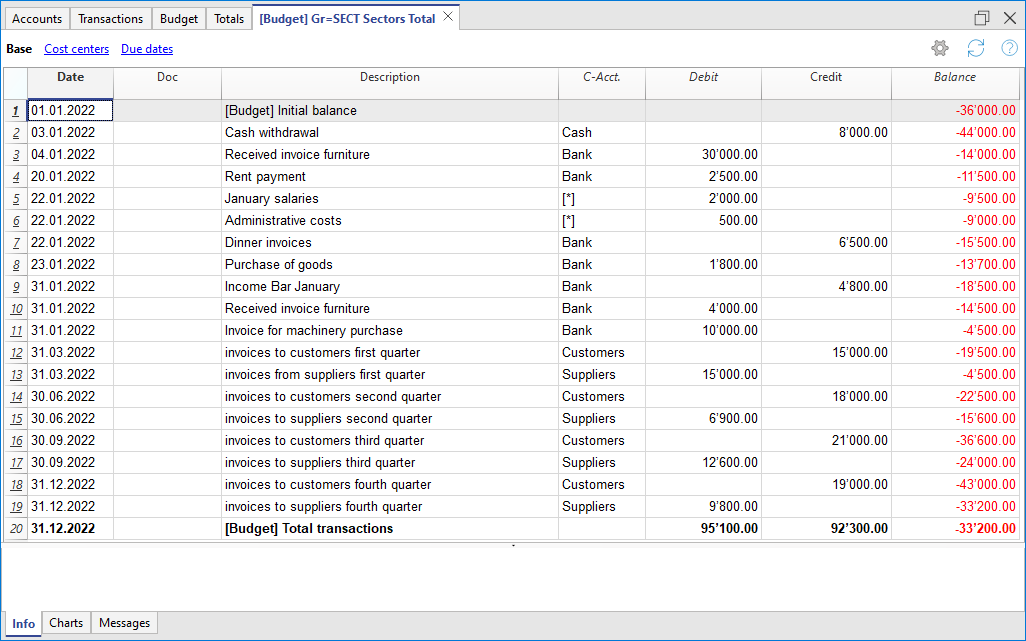 Accounts Transactions Budget Totals [Budget] Gr=SECT Sectors Total
Base Cost centers Due dates
Date Doc Description C-Acct. Debit Credit Balance
1 01.01.2022 [Budget] Initial balance -36'000.00
2 03.01.2022 Cash withdrawal Cash 8'000.00 -44'000.00
3 04.01.2022 Received invoice furniture Bank 30'000.00 -14'000.00
4 20.01.2022 Rent payment Bank 2'500.00 -11'500.00
5 22.01.2022 January salaries [*] 2'000.00 -9'500.00
6 22.01.2022 Administrative costs [*] 500.00 -9'000.00
7 22.01.2022 Dinner invoices Bank 6'500.00 -15'500.00
8 23.01.2022 Purchase of goods Bank 1'800.00 -13'700.00
9 31.01.2022 Income Bar January Bank 4'800.00 -18'500.00
10 31.01.2022 Received invoice furniture Bank 4'000.00 -14'500.00
11 31.01.2022 Invoice for machinery purchase Bank 10'000.00 -4'500.00
12 31.03.2022 invoices to customers first quarter Customers 15'000.00 -19'500.00
13 31.03.2022 invoices from suppliers first quarter Suppliers 15'000.00 -4'500.00
14 30.06.2022 invoices to customers second quarter Customers 18'000.00 -22'500.00
15 30.06.2022 invoices to suppliers second quarter Suppliers 6'900.00 -15'600.00
16 30.09.2022 invoices to customers third quarter Customers 21'000.00 -36'600.00
17 30.09.2022 invoices to suppliers third quarter Suppliers 12'600.00 -24'000.00
18 31.12.2022 invoices to customers fourth quarter Customers 19'000.00 -43'000.00
19 31.12.2022 invoices to suppliers fourth quarter Suppliers 9'800.00 -33'200.00
20 31.12.2022 [Budget] Total transactions 95'100.00 92'300.00 -33'200.00
Info Charts Messages